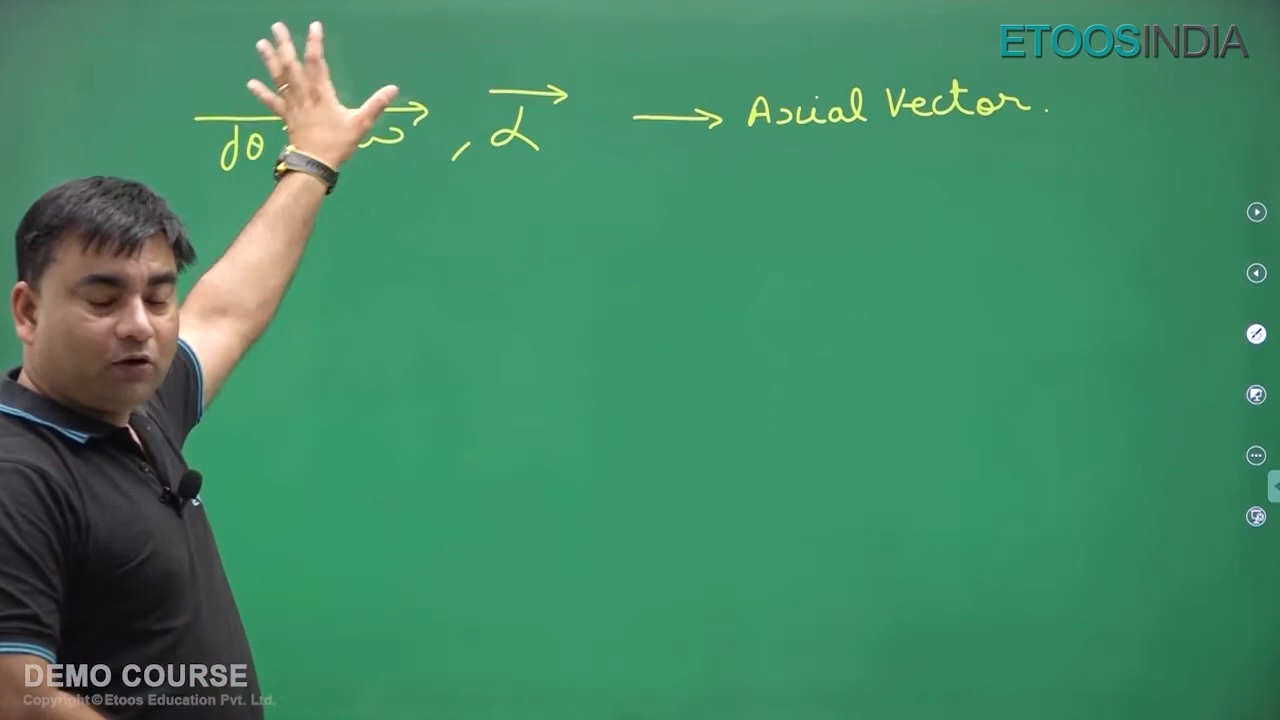 ETOOSINDIA
dθ ω , α → Axial Vector.
DEMO COURSE
Copyright © Etoos Education Pvt. Ltd.